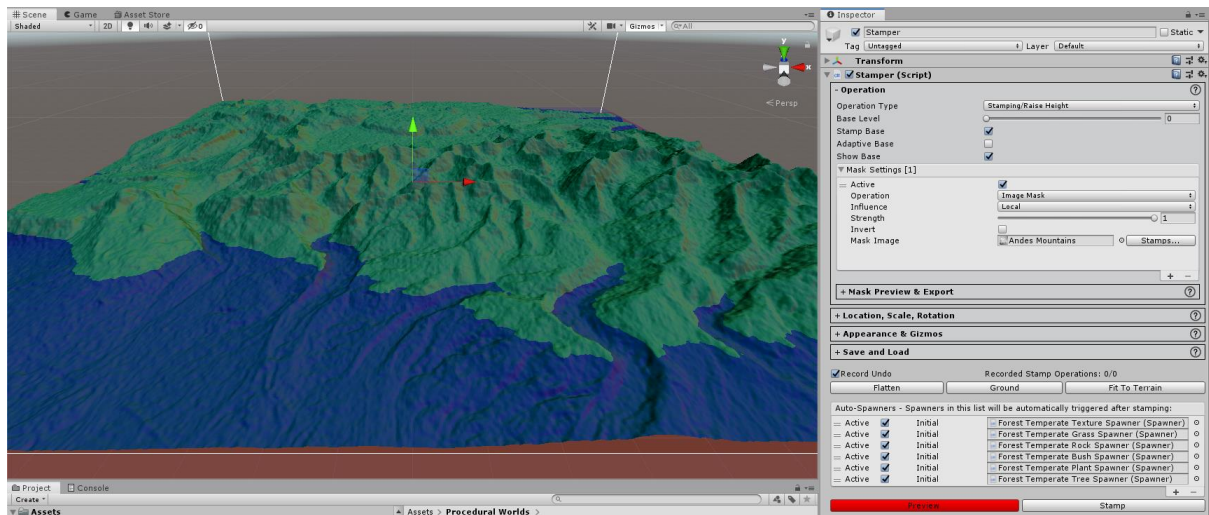 Scene Game Asset Store
Shaded 2D 0 Gizmos All
y
x
Persp
Project Console
Create
Assets
Assets > Procedural Worlds >
Inspector
Stamper Static
Tag Untagged Layer Default
Transform
Stamper (Script)
- Operation
Operation Type Stamping/Raise Height
Base Level 0
Stamp Base
Adaptive Base
Show Base
Mask Settings [1]
Active
Operation Image Mask
Influence Local
Strength 1
Invert
Mask Image Andes Mountains Stamps...
+ -
+ Mask Preview & Export
+ Location, Scale, Rotation
+ Appearance & Gizmos
+ Save and Load
Record Undo Recorded Stamp Operations: 0/0
Flatten Ground Fit To Terrain
Auto-Spawners - Spawners in this list will be automatically triggered after stamping:
Active Initial Forest Temperate Texture Spawner (Spawner)
Active Initial Forest Temperate Grass Spawner (Spawner)
Active Initial Forest Temperate Rock Spawner (Spawner)
Active Initial Forest Temperate Bush Spawner (Spawner)
Active Initial Forest Temperate Plant Spawner (Spawner)
Active Initial Forest Temperate Tree Spawner (Spawner)
+ -
Preview Stamp